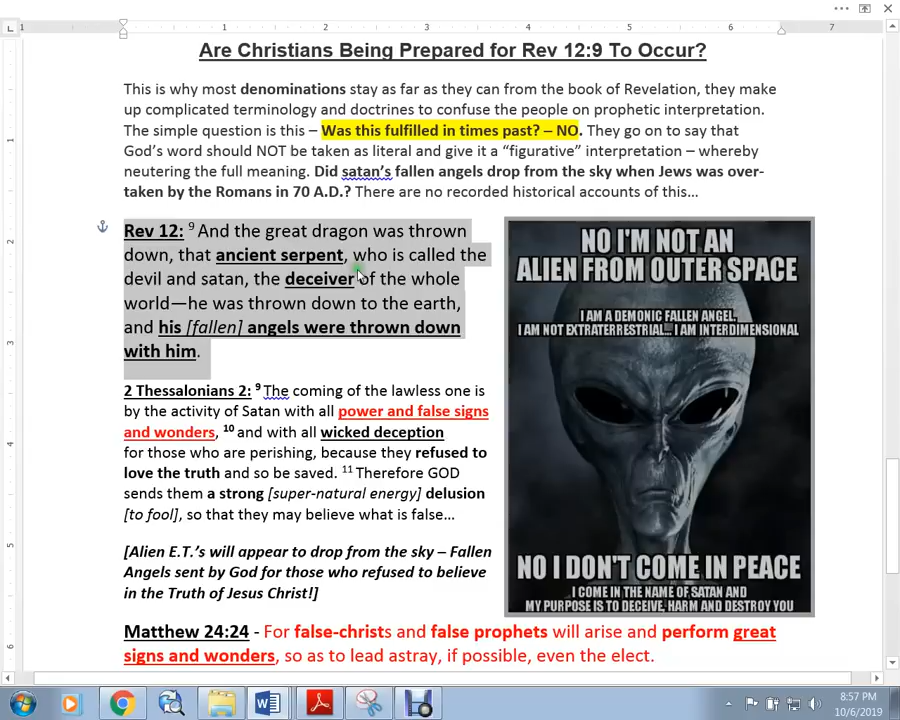 1 2 3 4 5 6 7
Are Christians Being Prepared for Rev 12:9 To Occur?
This is why most denominations stay as far as they can from the book of Revelation, they make
up complicated terminology and doctrines to confuse the people on prophetic interpretation.
The simple question is this – Was this fulfilled in times past? – NO. They go on to say that
God's word should NOT be taken as literal and give it a "figurative" interpretation – whereby
neutering the full meaning. Did satan's fallen angels drop from the sky when Jews was over-
taken by the Romans in 70 A.D.? There are no recorded historical accounts of this…
Rev 12: 9 And the great dragon was thrown
down, that ancient serpent, who is called the
devil and satan, the deceiver of the whole
world—he was thrown down to the earth,
and his [fallen] angels were thrown down
with him.
2 Thessalonians 2: 9 The coming of the lawless one is
by the activity of Satan with all power and false signs
and wonders, 10 and with all wicked deception
for those who are perishing, because they refused to
love the truth and so be saved. 11 Therefore GOD
sends them a strong [super-natural energy] delusion
[to fool], so that they may believe what is false…
[Alien E.T.'s will appear to drop from the sky – Fallen
Angels sent by God for those who refused to believe
in the Truth of Jesus Christ!]
NO I'M NOT AN
ALIEN FROM OUTER SPACE
I AM A DEMONIC FALLEN ANGEL,
I AM NOT EXTRATERRESTRIAL... I AM INTERDIMENSIONAL
NO I DON'T COME IN PEACE
I COME IN THE NAME OF SATAN AND
MY PURPOSE IS TO DECEIVE, HARM AND DESTROY YOU
Matthew 24:24 - For false-christs and false prophets will arise and perform great
signs and wonders, so as to lead astray, if possible, even the elect.
1
2
3
4
5
6
8:57 PM
10/6/2019